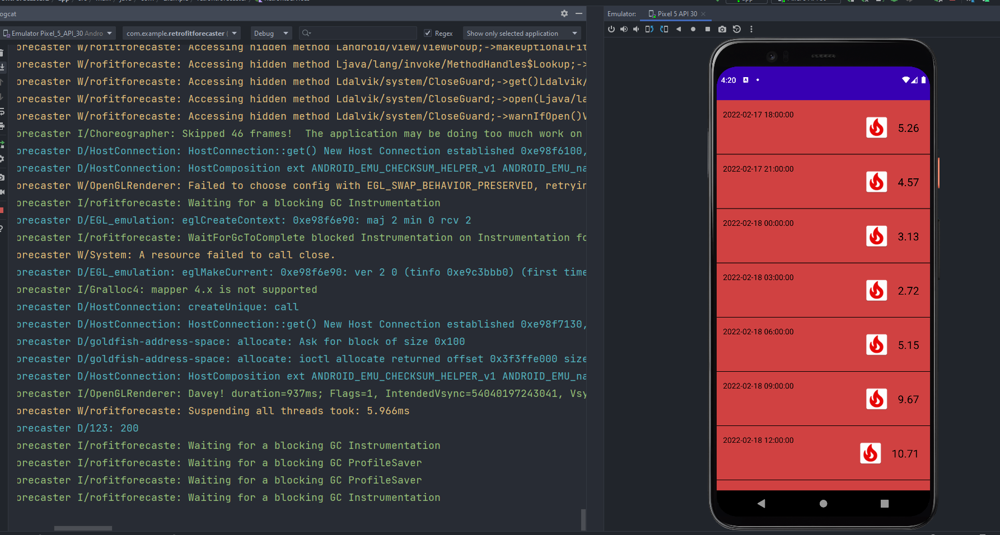 ogcat
Emulator Pixel_5_API_30 Andro
com.example.retrofitforecaster (
Debug
Regex
Show only selected application
orecaster W/rofitforecaste: Accessing hidden method Landroid/view/ViewGroup;->makeOptionalFit
orecaster W/rofitforecaste: Accessing hidden method Ljava/lang/invoke/MethodHandles$Lookup;->
orecaster W/rofitforecaste: Accessing hidden method Ldalvik/system/CloseGuard;->get()Ldalvik/
orecaster W/rofitforecaste: Accessing hidden method Ldalvik/system/CloseGuard;->open(Ljava/la
orecaster W/rofitforecaste: Accessing hidden method Ldalvik/system/CloseGuard;->warnIfOpen()V
orecaster I/Choreographer: Skipped 46 frames!  The application may be doing too much work on
orecaster D/HostConnection: HostConnection::get() New Host Connection established 0xe98f6100,
orecaster D/HostConnection: HostComposition ext ANDROID_EMU_CHECKSUM_HELPER_v1 ANDROID_EMU_na
orecaster W/OpenGLRenderer: Failed to choose config with EGL_SWAP_BEHAVIOR_PRESERVED, retryin
orecaster I/rofitforecaste: Waiting for a blocking GC Instrumentation
orecaster D/EGL_emulation: eglCreateContext: 0xe98f6e90: maj 2 min 0 rcv 2
orecaster I/rofitforecaste: WaitForGcToComplete blocked Instrumentation on Instrumentation fo
orecaster W/System: A resource failed to call close.
orecaster D/EGL_emulation: eglMakeCurrent: 0xe98f6e90: ver 2 0 (tinfo 0xe9c3bbb0) (first time
orecaster I/Gralloc4: mapper 4.x is not supported
orecaster D/HostConnection: createUnique: call
orecaster D/HostConnection: HostConnection::get() New Host Connection established 0xe98f7130,
orecaster D/goldfish-address-space: allocate: Ask for block of size 0x100
orecaster D/goldfish-address-space: allocate: ioctl allocate returned offset 0x3f3ffe000 size
orecaster D/HostConnection: HostComposition ext ANDROID_EMU_CHECKSUM_HELPER_v1 ANDROID_EMU_na
orecaster I/OpenGLRenderer: Davey! duration=937ms; Flags=1, IntendedVsync=54040197243041, Vsy
orecaster W/rofitforecaste: Suspending all threads took: 5.966ms
orecaster D/123: 200
orecaster I/rofitforecaste: Waiting for a blocking GC Instrumentation
orecaster I/rofitforecaste: Waiting for a blocking GC ProfileSaver
orecaster I/rofitforecaste: Waiting for a blocking GC ProfileSaver
orecaster I/rofitforecaste: Waiting for a blocking GC Instrumentation
Emulator: Pixel 5 API 30
4:20
2022-02-17 18:00:00
5.26
2022-02-17 21:00:00
4.57
2022-02-18 00:00:00
3.13
2022-02-18 03:00:00
2.72
2022-02-18 06:00:00
5.15
2022-02-18 09:00:00
9.67
2022-02-18 12:00:00
10.71